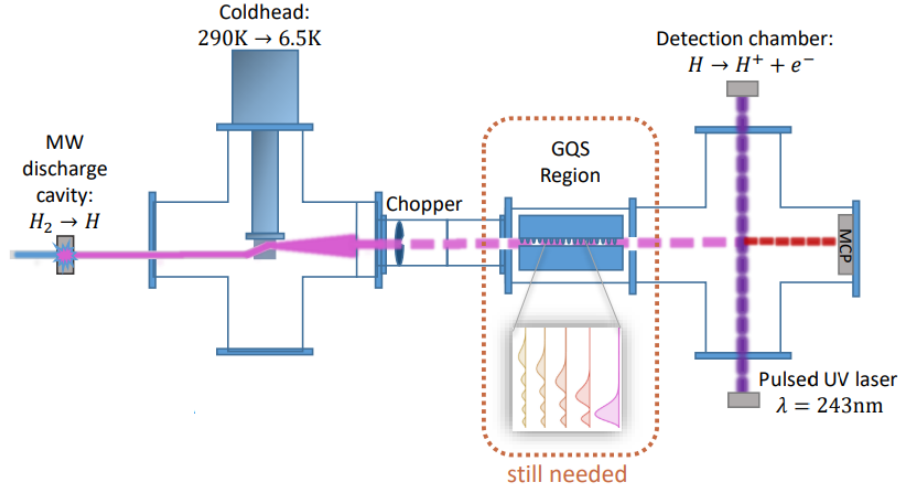 Coldhead:
290K → 6.5K
Detection chamber:
H → H⁺ + e⁻
MW
discharge
cavity:
H₂ → H
Chopper
GQS
Region
MCP
Pulsed UV laser
λ = 243nm
still needed